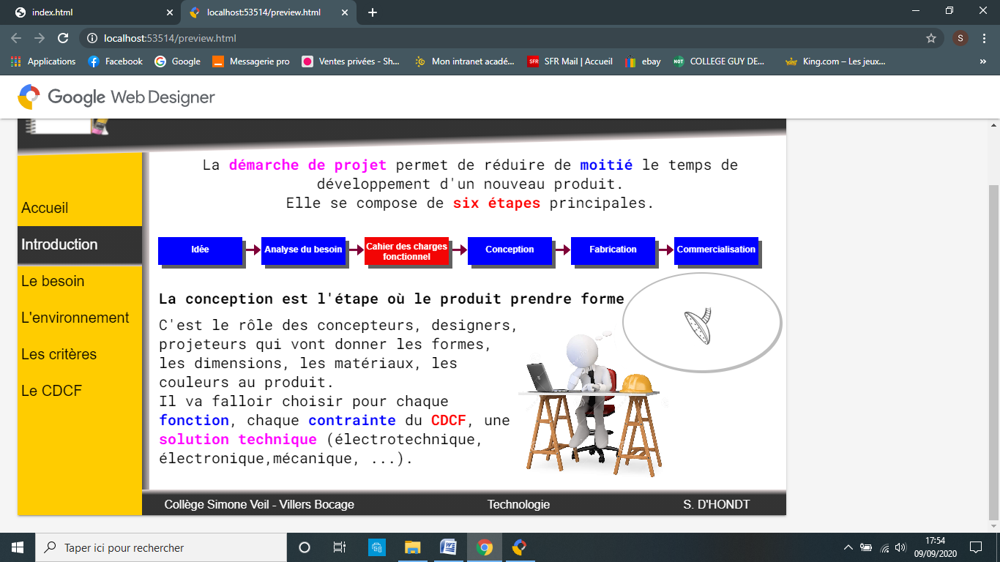 index.html
localhost:53514/preview.html
localhost:53514/preview.html
S
Applications
Facebook
Google
Messagerie pro
Ventes privées - Sh...
Mon intranet acadé...
SFR
SFR Mail | Accueil
ebay
NOT
COLLEGE GUY DE...
King.com – Les jeux...
»
Google Web Designer
La démarche de projet permet de réduire de moitié le temps de
développement d'un nouveau produit.
Elle se compose de six étapes principales.
Accueil
Introduction
Le besoin
L'environnement
Les critères
Le CDCF
Idée
Analyse du besoin
Cahier des charges
fonctionnel
Conception
Fabrication
Commercialisation
La conception est l'étape où le produit prendre forme
C'est le rôle des concepteurs, designers,
projeteurs qui vont donner les formes,
les dimensions, les matériaux, les
couleurs au produit.
Il va falloir choisir pour chaque
fonction, chaque contrainte du CDCF, une
solution technique (électrotechnique,
électronique,mécanique, ...).
Collège Simone Veil - Villers Bocage
Technologie
S. D'HONDT
Taper ici pour rechercher
17:54
09/09/2020